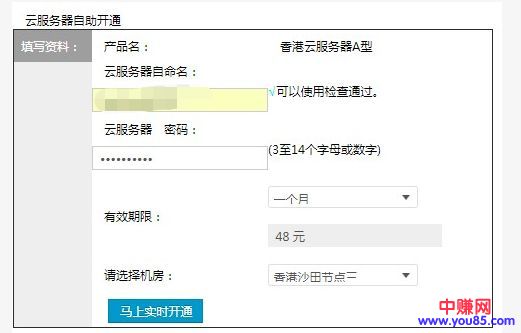 云服务器自助开通
填写资料：
产品名： 香港云服务器A型
云服务器自命名：
√可以使用检查通过。
云服务器 密码：
•••••••••• (3至14个字母或数字)
一个月
有效期限：
48 元
请选择机房： 香港沙田节点三
马上实时开通
中赚网
www.you85.com